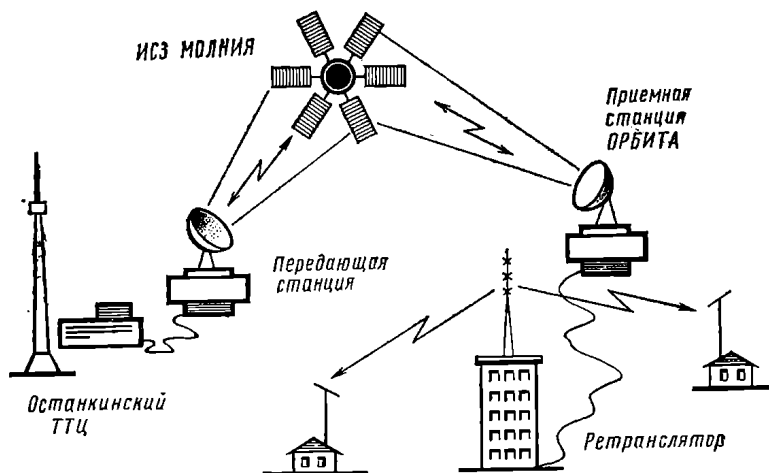 ИСЗ МОЛНИЯ
Приемная
станция
ОРБИТА
Передающая
станция
Останкинский
ТТЦ
Ретранслятор